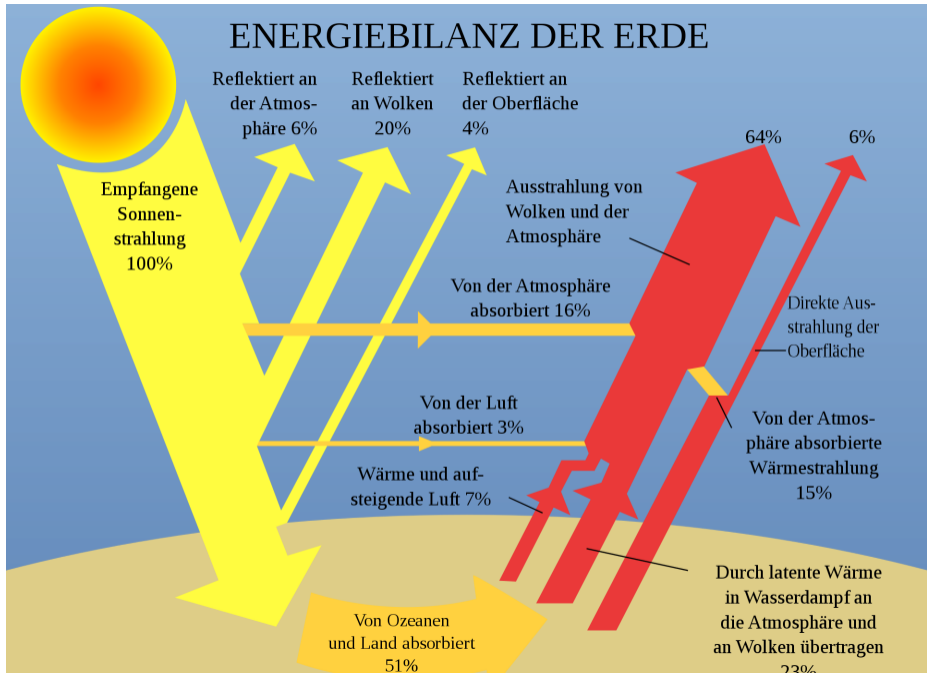 ENERGIEBILANZ DER ERDE
Reflektiert an
der Atmos-
phäre 6%
Reflektiert
an Wolken
20%
Reflektiert an
der Oberfläche
4%
64%
6%
Empfangene
Sonnen-
strahlung
100%
Ausstrahlung von
Wolken und der
Atmosphäre
Von der Atmosphäre
absorbiert 16%
Direkte Aus-
strahlung der
Oberfläche
Von der Luft
absorbiert 3%
Von der Atmos-
phäre absorbierte
Wärmestrahlung
15%
Wärme und auf-
steigende Luft 7%
Durch latente Wärme
in Wasserdampf an
die Atmosphäre und
an Wolken übertragen
23%
Von Ozeanen
und Land absorbiert
51%